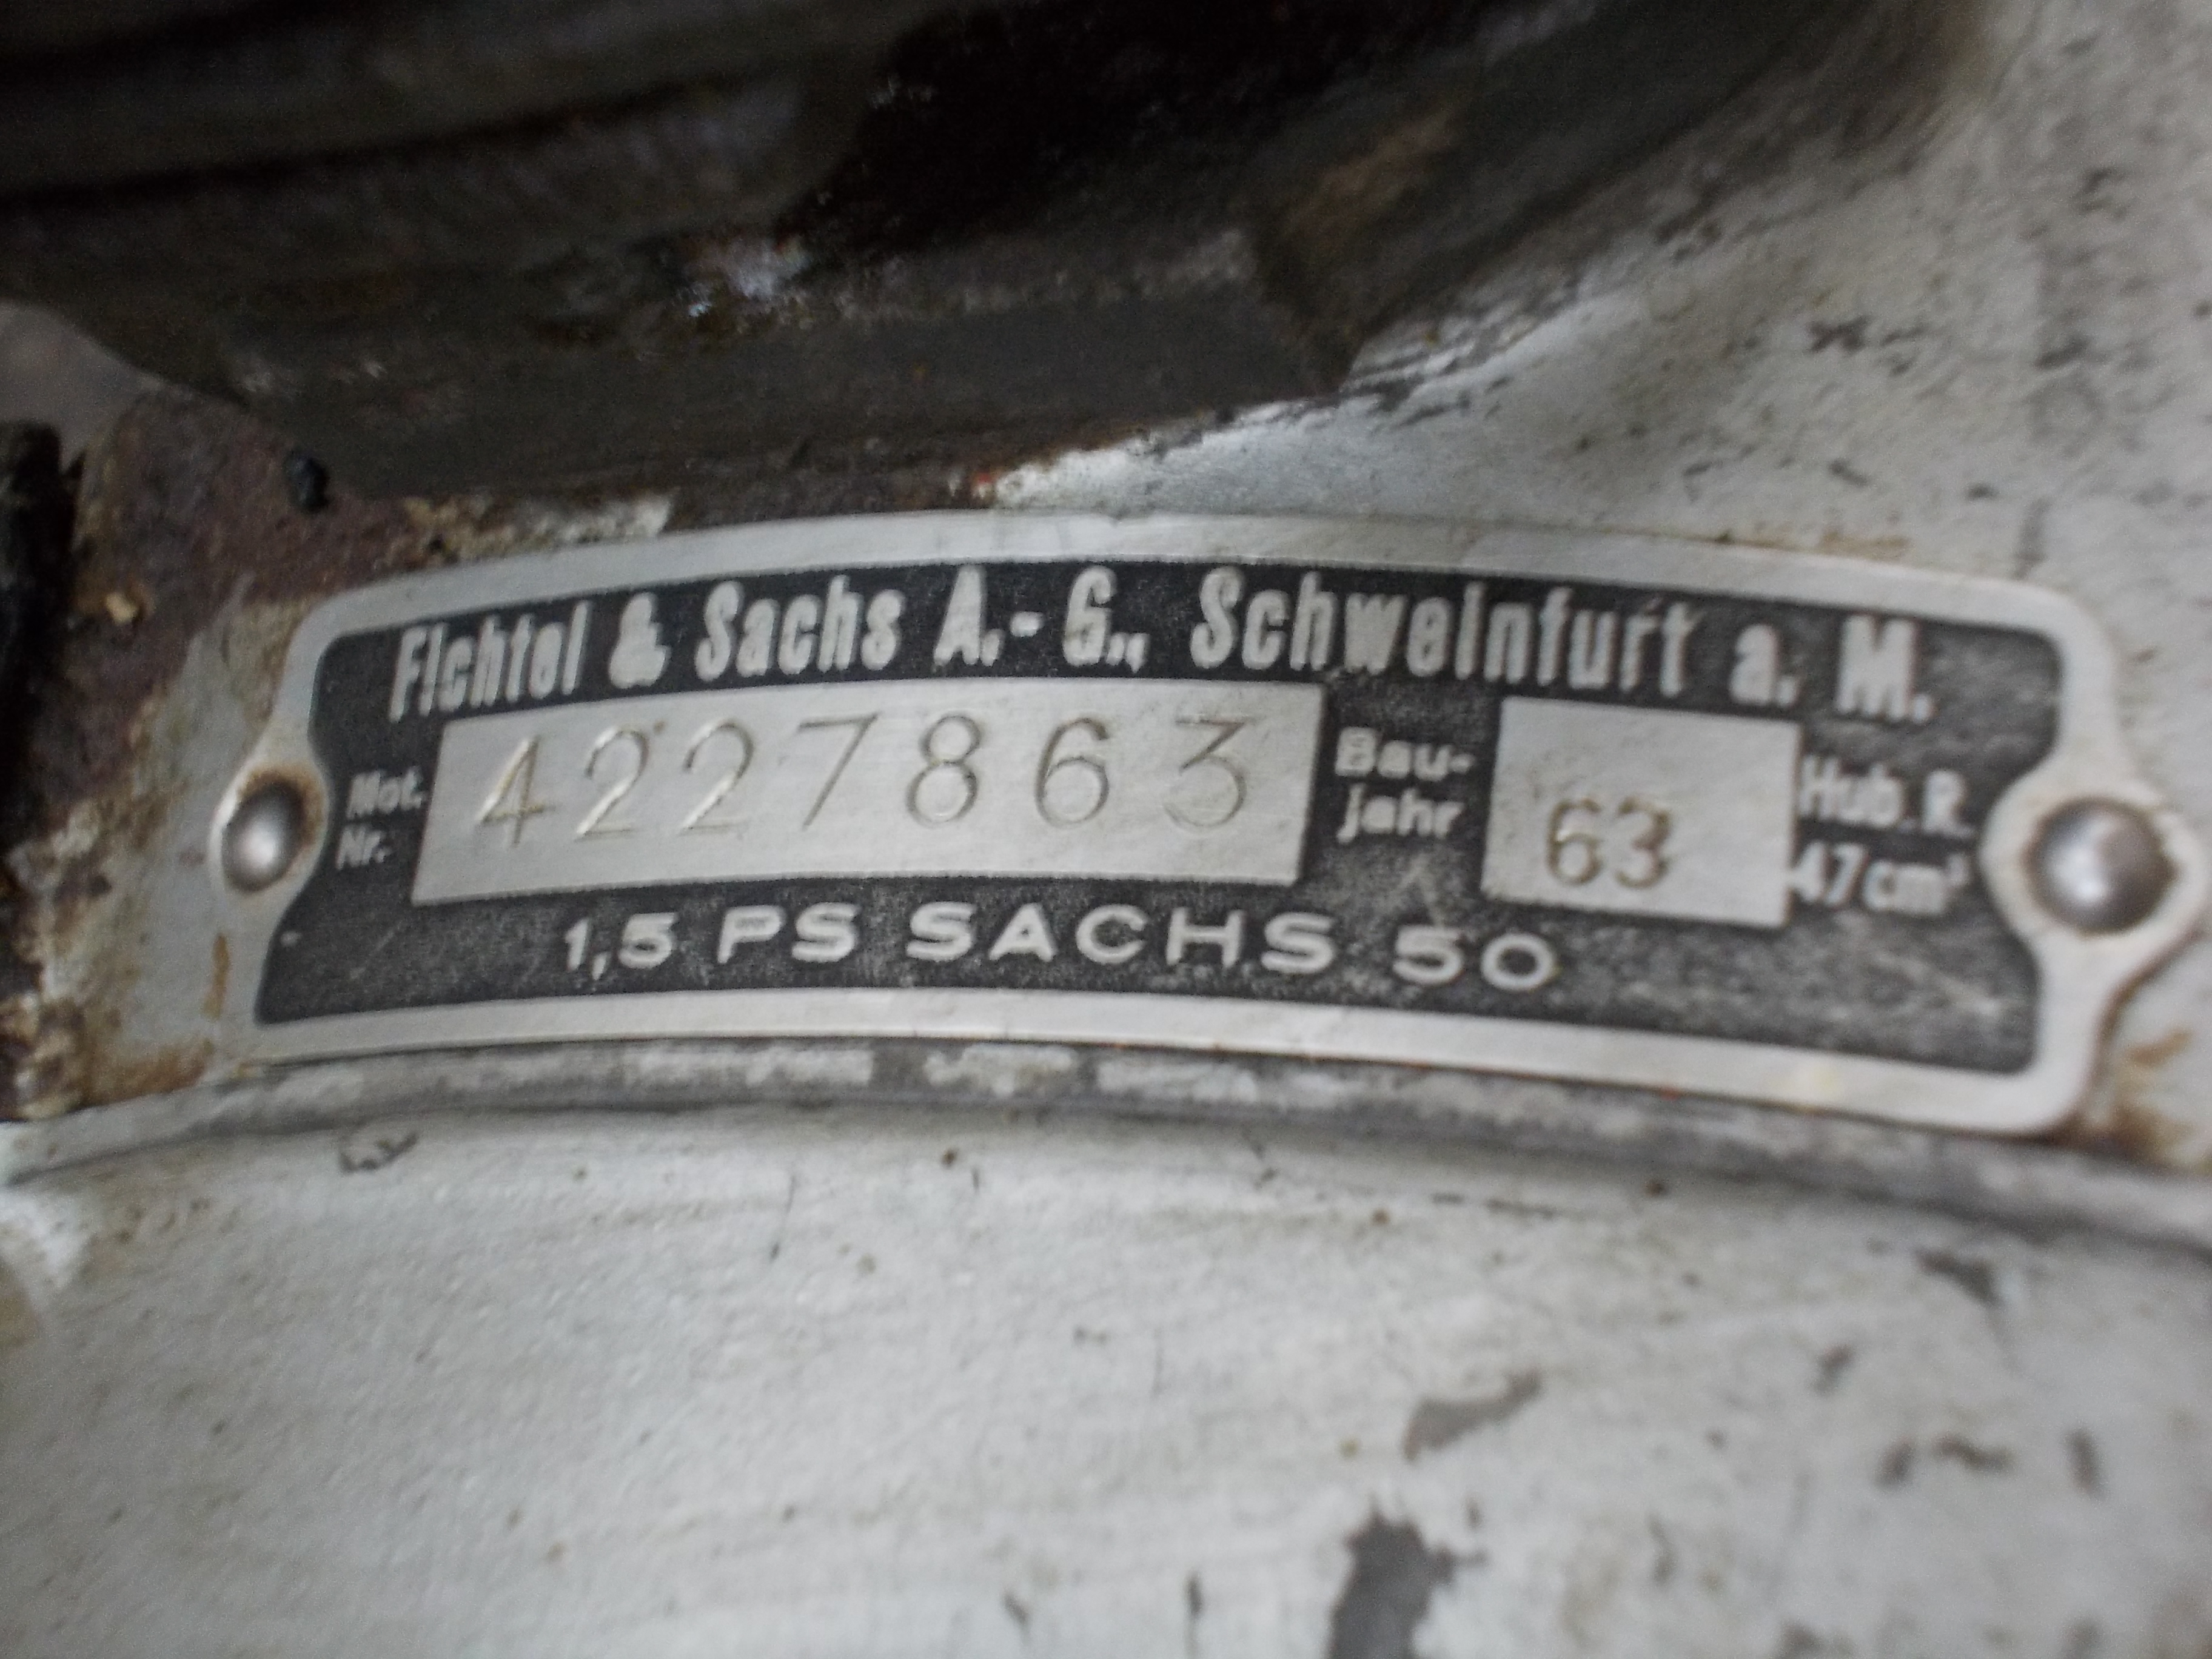 Fichtel & Sachs A.-G., Schweinfurt a. M.
Mot. Nr. 4227863 Bau- jahr 63 Hub. R. 47 cm³
1,5 PS SACHS 50